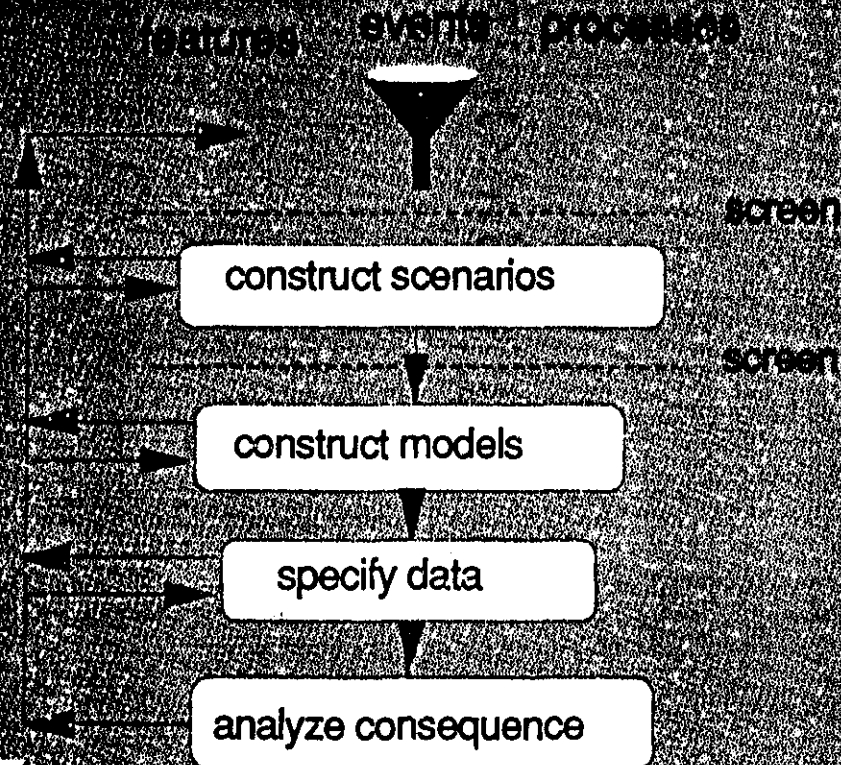 features events processes
screen
construct scenarios
screen
construct models
specify data
analyze consequence